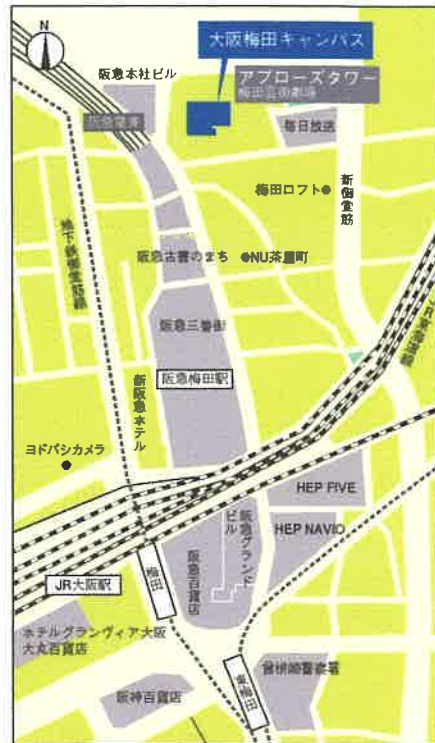 N
大阪梅田キャンパス
阪急本社ビル
アプローズタワー
梅田芸術劇場
阪急電車
毎日放送
梅田ロフト
新御堂筋
地下鉄御堂筋線
阪急古書のまち
NU茶屋町
阪急三番街
JR東海道線
阪急梅田駅
新阪急ホテル
ヨドバシカメラ
HEP FIVE
阪急グランド
ビル
HEP NAVIO
阪急百貨店
JR大阪駅
梅田
ホテルグランヴィア大阪
大丸百貨店
東梅田
曽根崎警察署
阪神百貨店